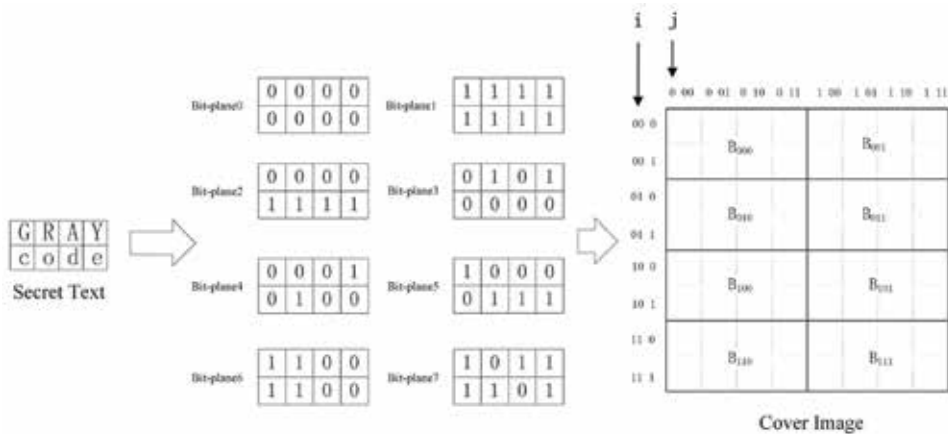 i j
0 00 0 01 0 10 0 11 1 00 1 01 1 10 1 11
Bit-plane0
0 0 0 0
0 0 0 0
Bit-plane1
1 1 1 1
1 1 1 1
Bit-plane2
0 0 0 0
1 1 1 1
Bit-plane3
0 1 0 1
0 0 0 0
G R A Y
c o d e
Secret Text
Bit-plane4
0 0 0 1
0 1 0 0
Bit-plane5
1 0 0 0
0 1 1 1
Bit-plane6
1 1 0 0
1 1 0 0
Bit-plane7
1 0 1 1
1 1 0 1
00 0
B000 B001
00 1
01 0
B010 B011
01 1
10 0
B100 B101
10 1
11 0
B110 B111
11 1
Cover Image